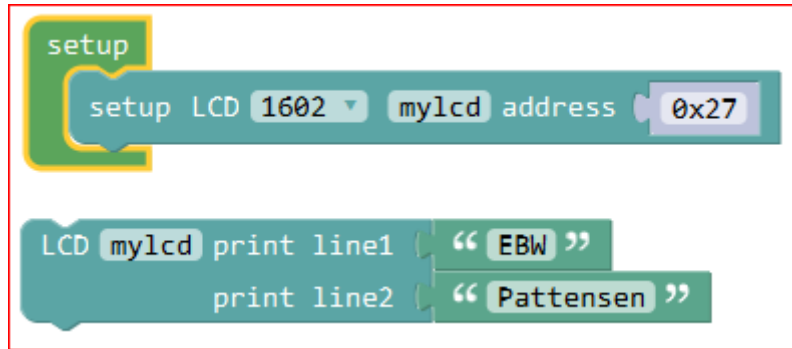 setup
setup LCD 1602 mylcd address 0x27
LCD mylcd print line1 “ EBW ”
print line2 “ Pattensen ”